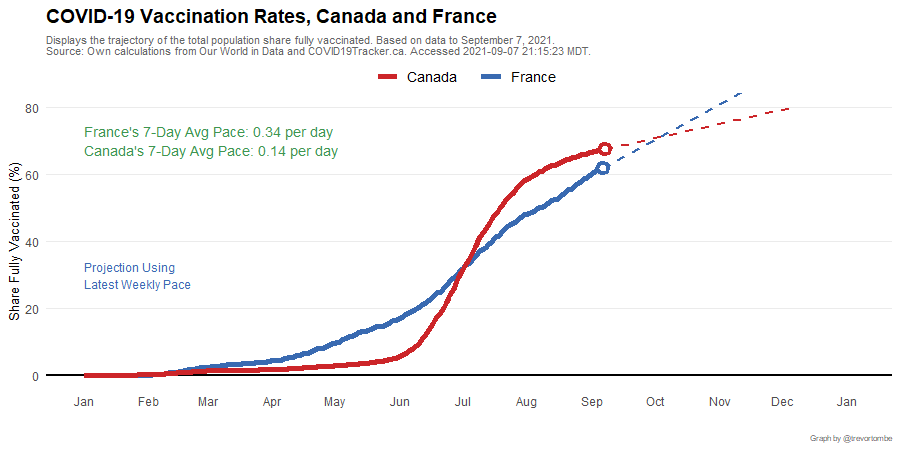 COVID-19 Vaccination Rates, Canada and France
Displays the trajectory of the total population share fully vaccinated. Based on data to September 7, 2021.
Source: Own calculations from Our World in Data and COVID19Tracker.ca. Accessed 2021-09-07 21:15:23 MDT.
Canada France
80
France's 7-Day Avg Pace: 0.34 per day
Canada's 7-Day Avg Pace: 0.14 per day
60
Share Fully Vaccinated (%)
40
Projection Using
Latest Weekly Pace
20
0
Jan Feb Mar Apr May Jun Jul Aug Sep Oct Nov Dec Jan
Graph by @trevortombe